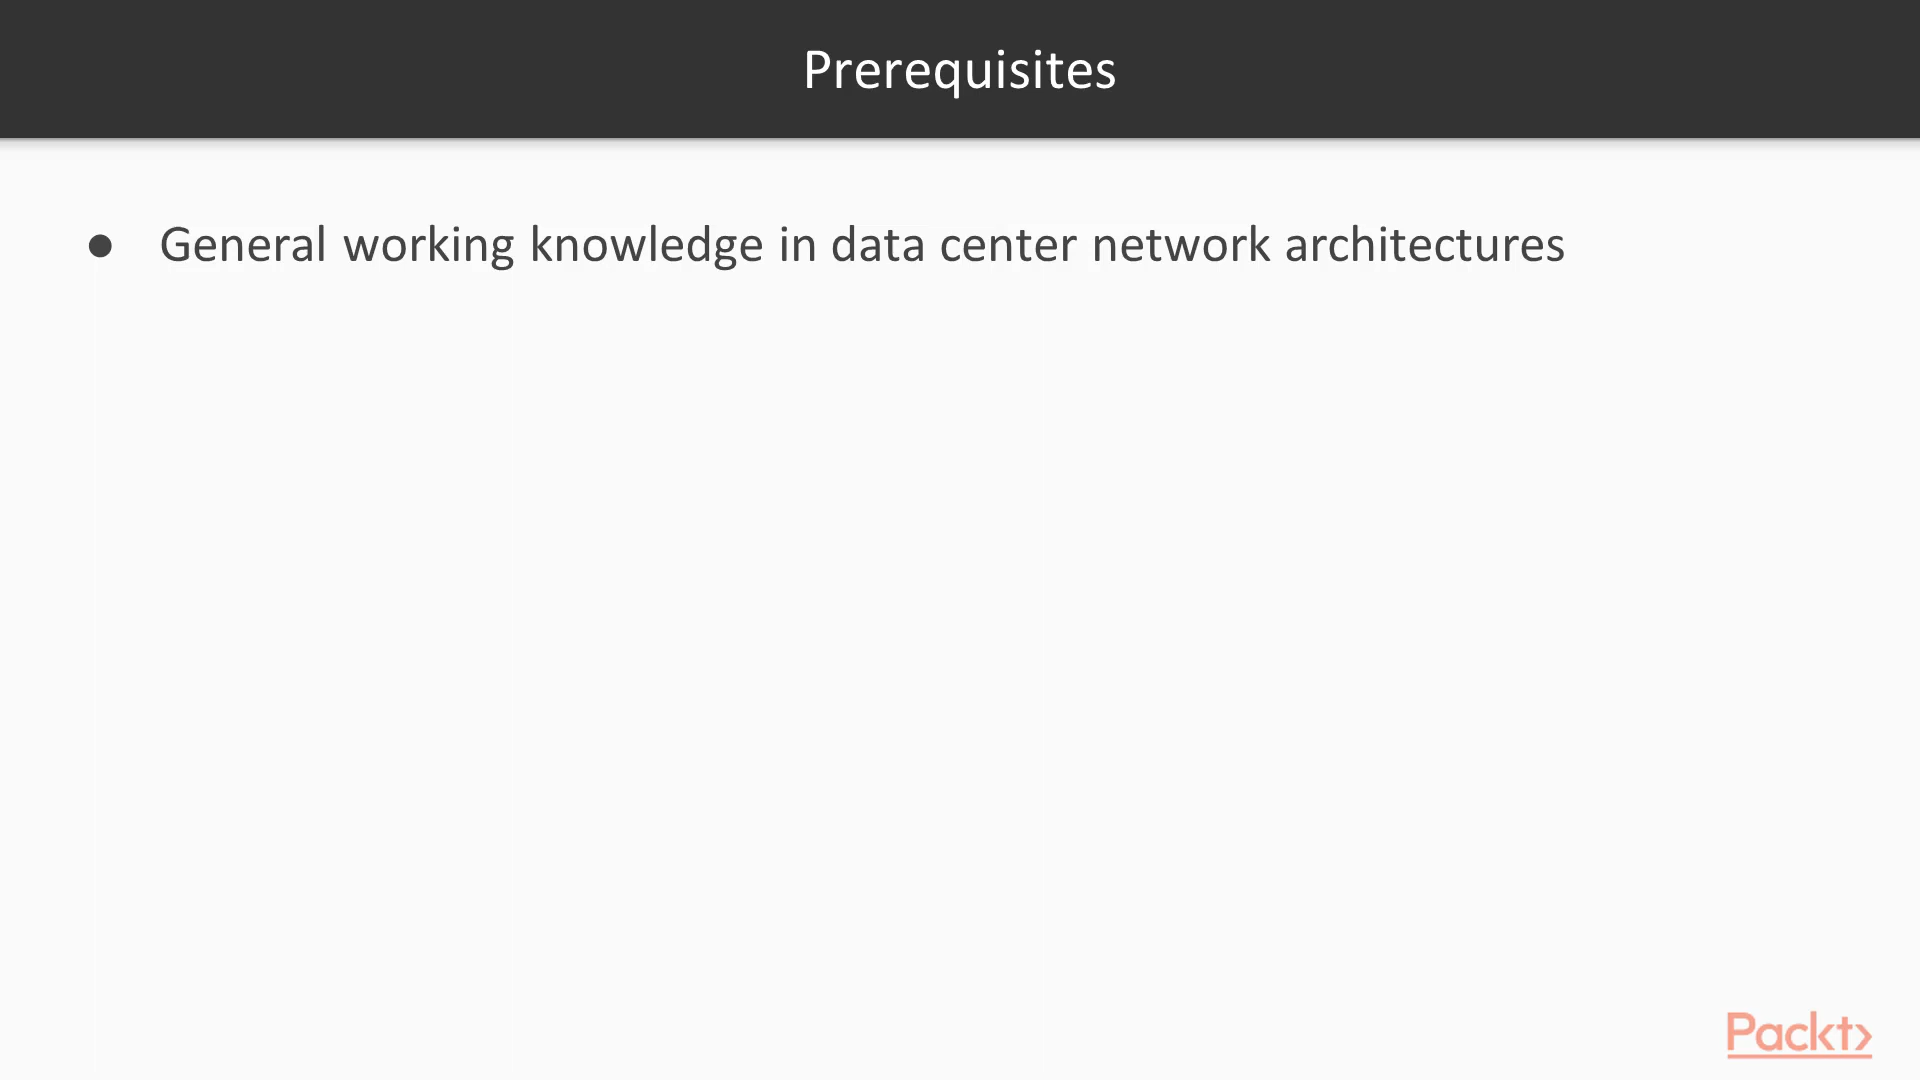 Prerequisites
● General working knowledge in data center network architectures
Packt>